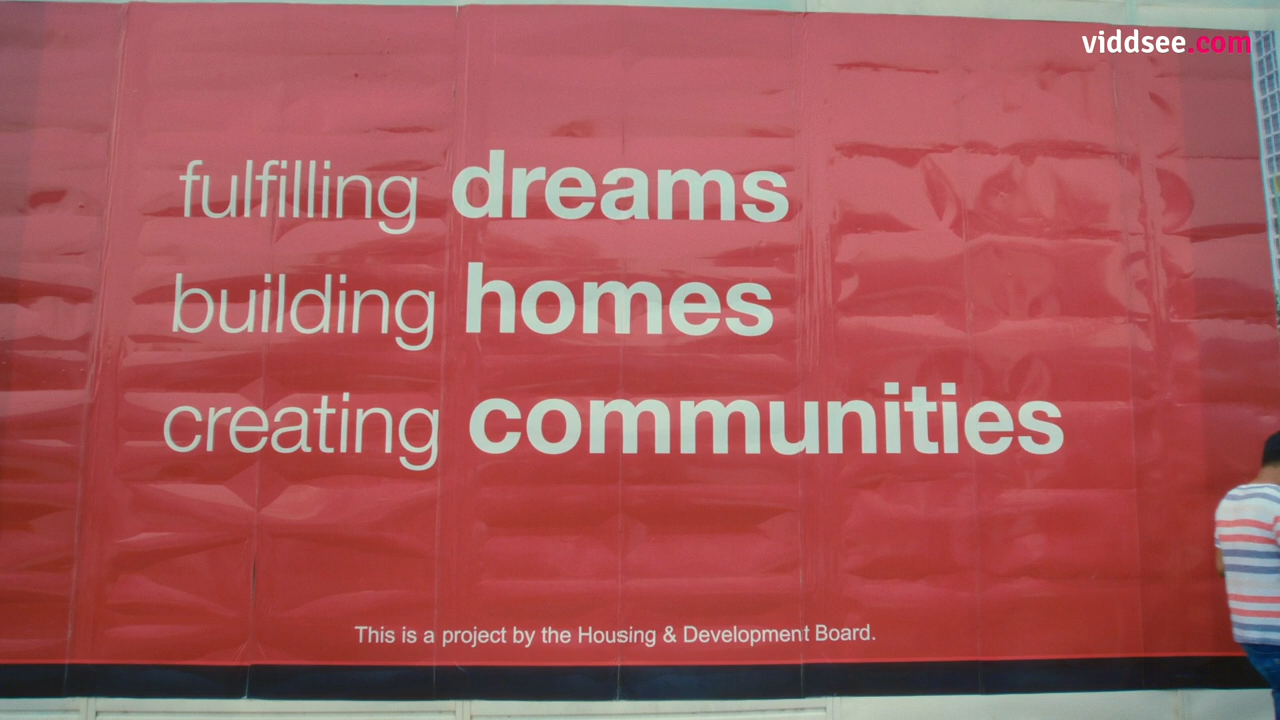 viddsee.com
fulfilling dreams
building homes
creating communities
This is a project by the Housing & Development Board.